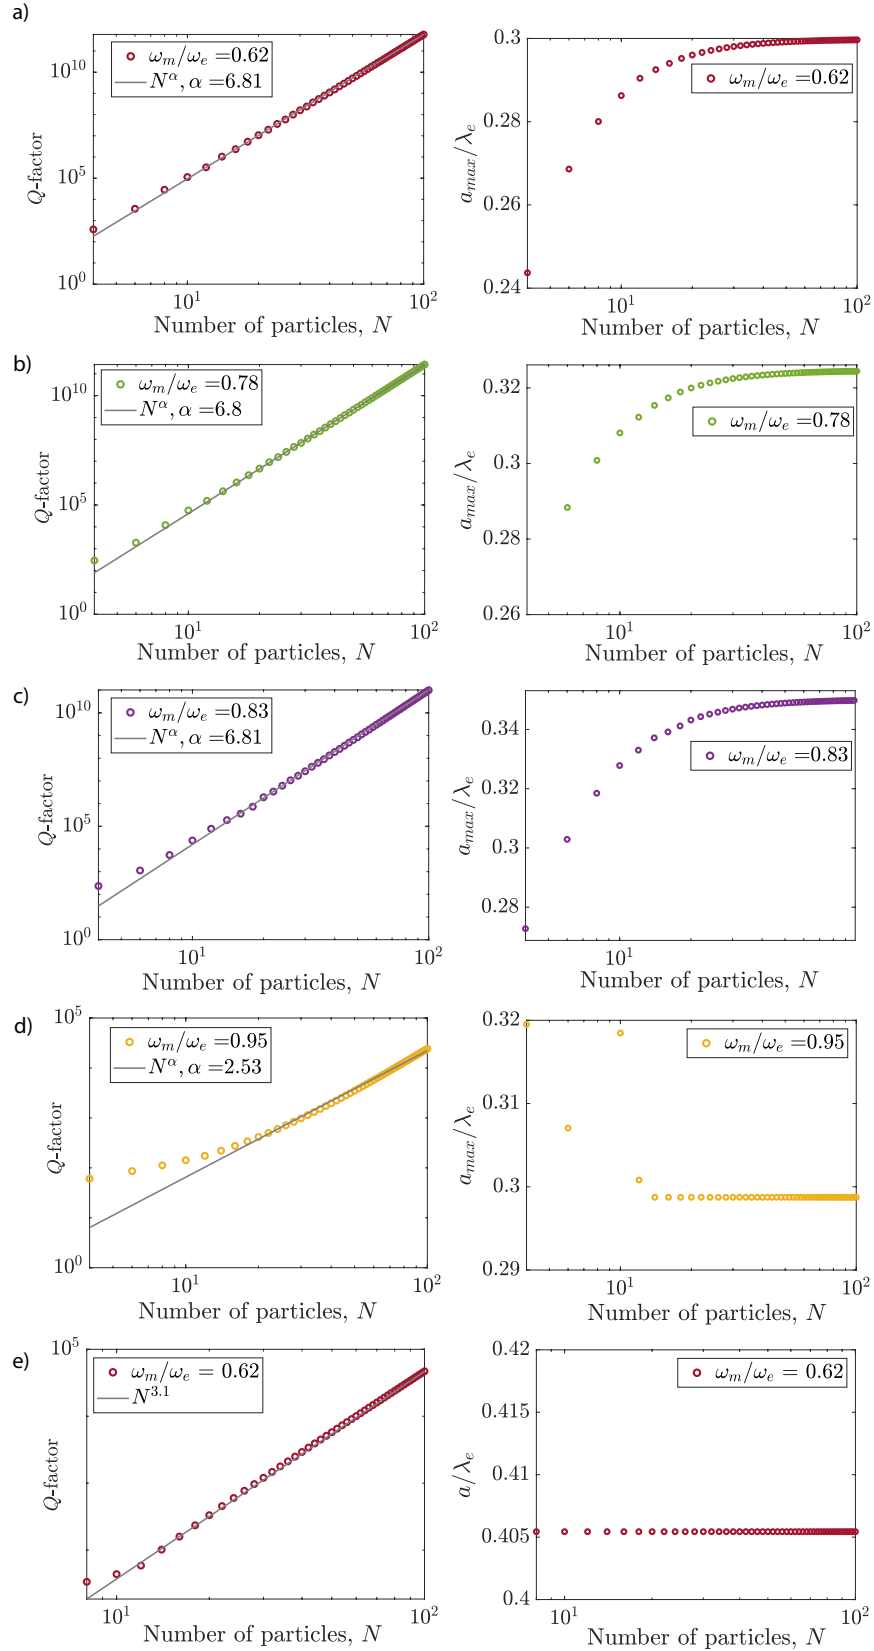 a)
ω_m/ω_e =0.62
N^α, α =6.81
10^10
10^5
10^0
Q-factor
10^1
10^2
Number of particles, N
0.3
0.28
0.26
0.24
a_max/λ_e
ω_m/ω_e =0.62
10^1
10^2
Number of particles, N
b)
ω_m/ω_e =0.78
N^α, α =6.8
10^10
10^5
10^0
Q-factor
10^1
10^2
Number of particles, N
0.32
0.3
0.28
0.26
a_max/λ_e
ω_m/ω_e =0.78
10^1
10^2
Number of particles, N
c)
ω_m/ω_e =0.83
N^α, α =6.81
10^10
10^5
10^0
Q-factor
10^1
10^2
Number of particles, N
0.34
0.32
0.3
0.28
a_max/λ_e
ω_m/ω_e =0.83
10^1
Number of particles, N
d)
ω_m/ω_e =0.95
N^α, α =2.53
10^5
10^0
Q-factor
10^1
10^2
Number of particles, N
0.32
0.31
0.3
0.29
a_max/λ_e
ω_m/ω_e =0.95
10^1
10^2
Number of particles, N
e)
ω_m/ω_e = 0.62
N^3.1
10^5
Q-factor
10^1
10^2
Number of particles, N
0.42
0.415
0.41
0.405
0.4
a/λ_e
ω_m/ω_e = 0.62
10^1
10^2
Number of particles, N